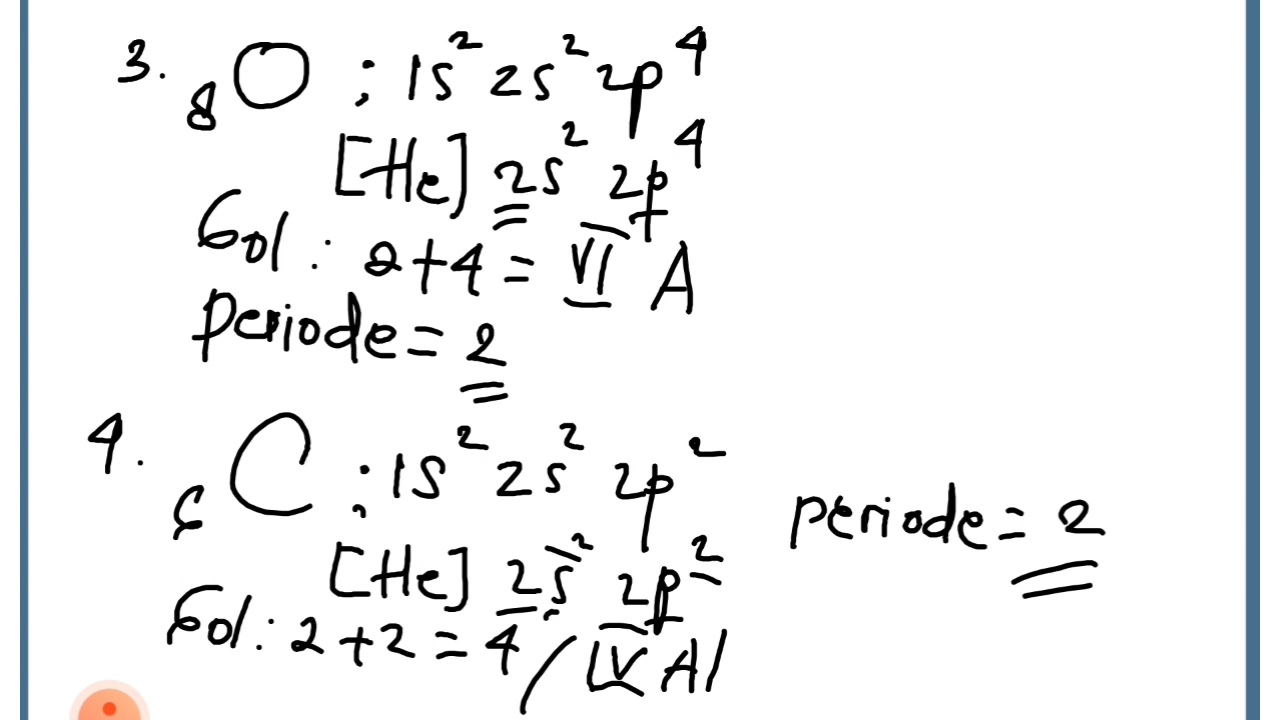 3. ₈O : 1s² 2s² 2p⁴
[He] 2s² 2p⁴
Gol : 2+4 = VI A
Periode = 2
4. ₆C : 1s² 2s² 2p²
periode = 2
[He] 2s² 2p²
Gol : 2+2 = 4 / IV A